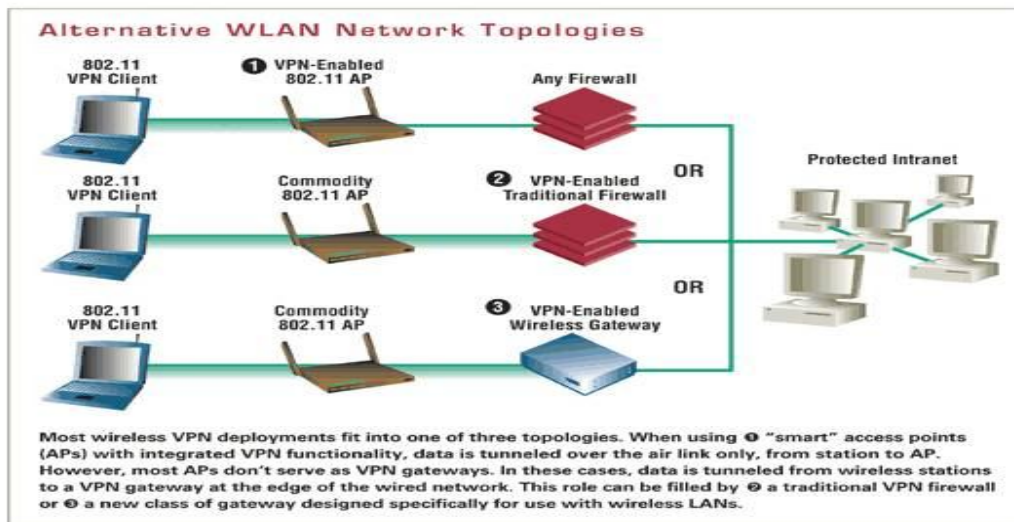 Alternative WLAN Network Topologies
802.11
VPN Client
❶ VPN-Enabled
802.11 AP
Any Firewall
OR
Protected Intranet
802.11
VPN Client
Commodity
802.11 AP
❷ VPN-Enabled
Traditional Firewall
OR
802.11
VPN Client
Commodity
802.11 AP
❸ VPN-Enabled
Wireless Gateway
Most wireless VPN deployments fit into one of three topologies. When using ❶ "smart" access points
(APs) with integrated VPN functionality, data is tunneled over the air link only, from station to AP.
However, most APs don't serve as VPN gateways. In these cases, data is tunneled from wireless stations
to a VPN gateway at the edge of the wired network. This role can be filled by ❷ a traditional VPN firewall
or ❸ a new class of gateway designed specifically for use with wireless LANs.